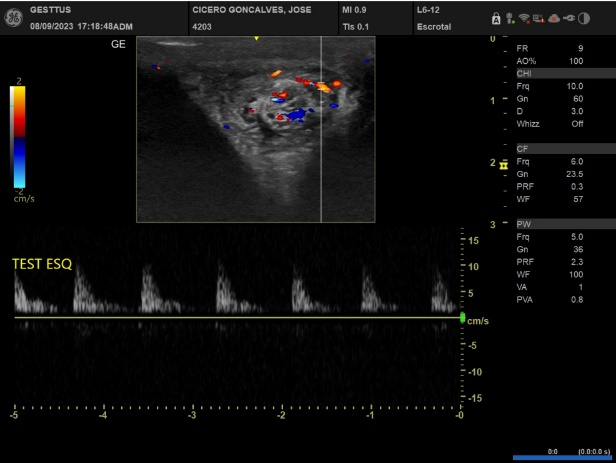 GESTTUS CICERO GONCALVES, JOSE MI 0.9 L6-12
08/09/2023 17:18:48ADM 4203 TIs 0.1 Escrotal
GE
2
-2
cm/s
0
1
2
3
FR 9
AO% 100
CHI
Frq 10.0
Gn 60
D 3.0
Whizz Off
CF
Frq 6.0
Gn 23.5
PRF 0.3
WF 57
PW
Frq 5.0
Gn 36
PRF 2.3
WF 100
VA 1
PVA 0.8
TEST ESQ
15
10
5
cm/s
-5
-10
-15
-5 -4 -3 -2 -1 -0
0:0 (0.0:0.0 s)